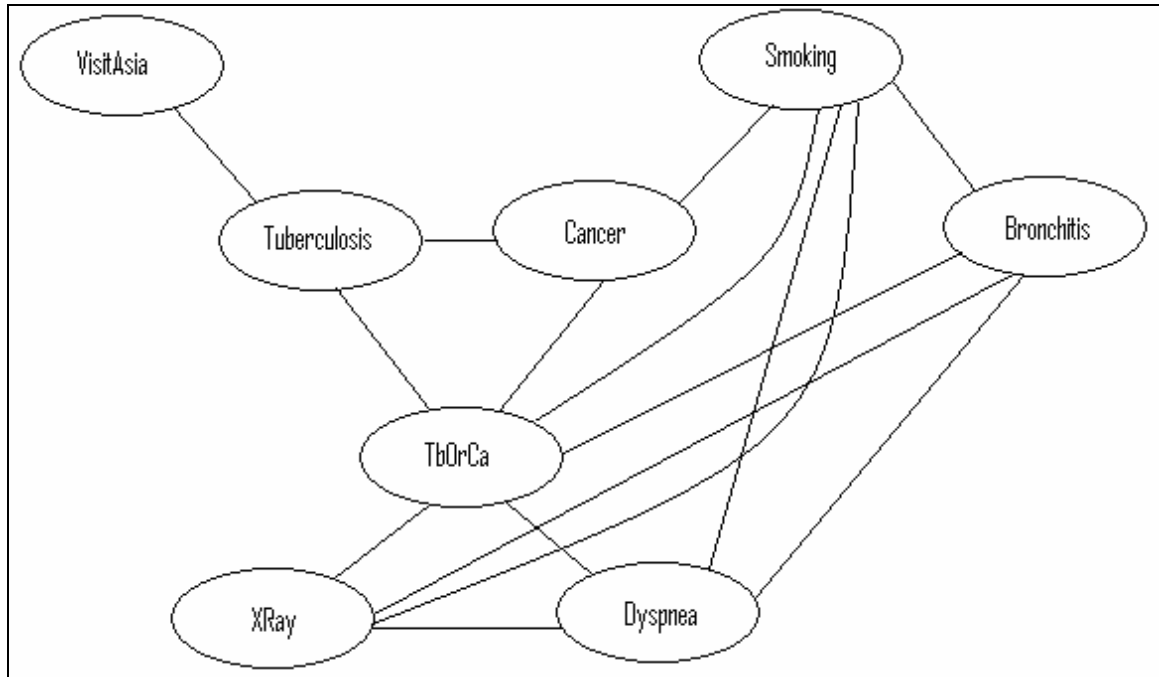 VisitAsia
Smoking
Tuberculosis
Cancer
Bronchitis
TbOrCa
XRay
Dyspnea